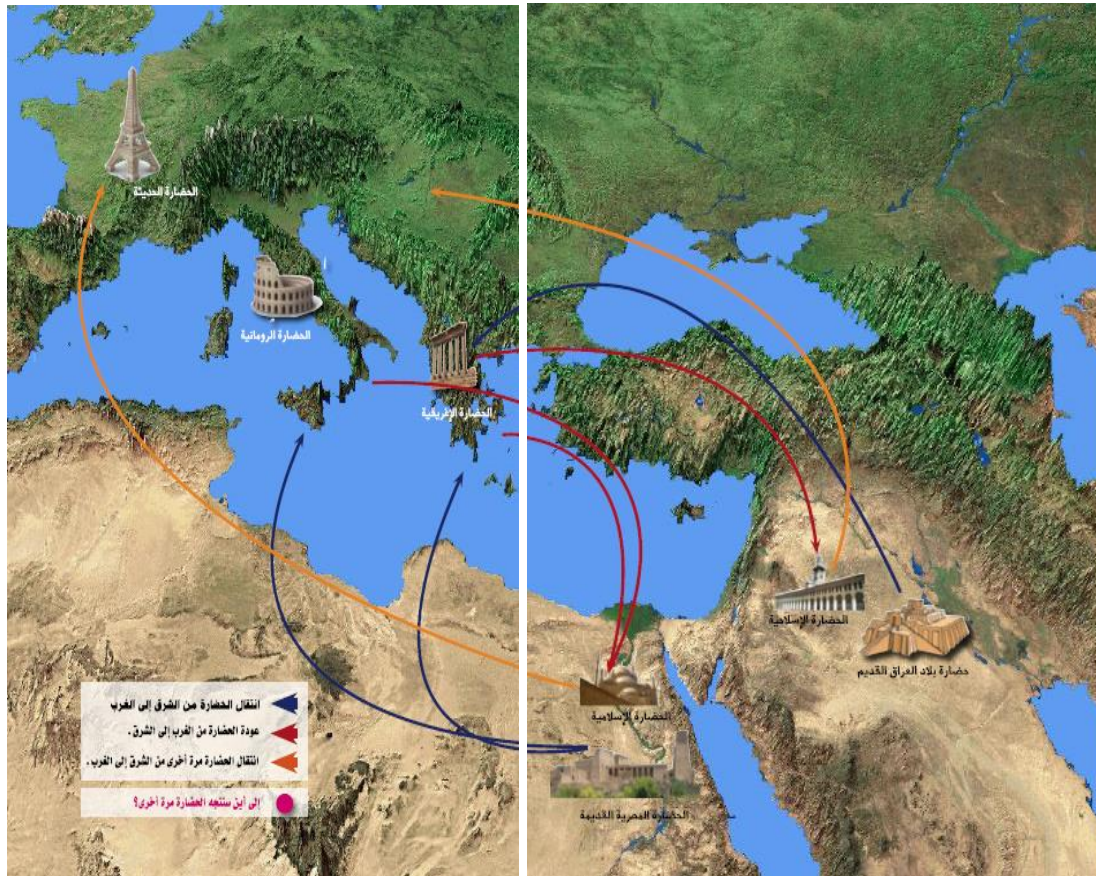 الحضارة الحديثة
الحضارة الرومانية
الحضارة الإغريقية
الحضارة الإسلامية
حضارة بلاد العراق القديم
الحضارة الإسلامية
الحضارة المصرية القديمة
انتقال الحضارة من الشرق إلى الغرب
عودة الحضارة من الغرب إلى الشرق .
انتقال الحضارة مرة أخرى من الشرق إلى الغرب .
إلى أين ستتجه الحضارة مرة أخرى؟